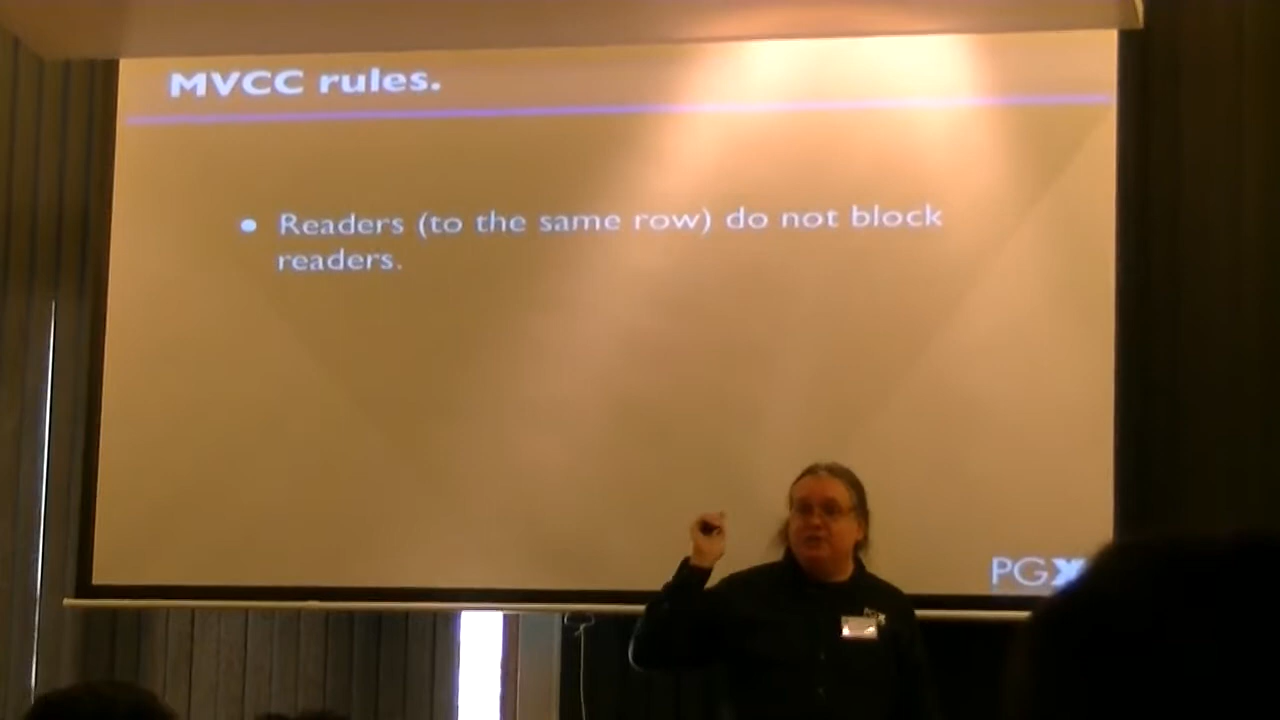 MVCC rules.
• Readers (to the same row) do not block
readers.
PGX